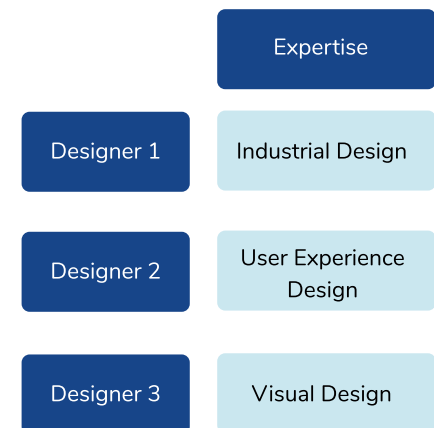 Expertise
Designer 1
Industrial Design
Designer 2
User Experience
Design
Designer 3
Visual Design